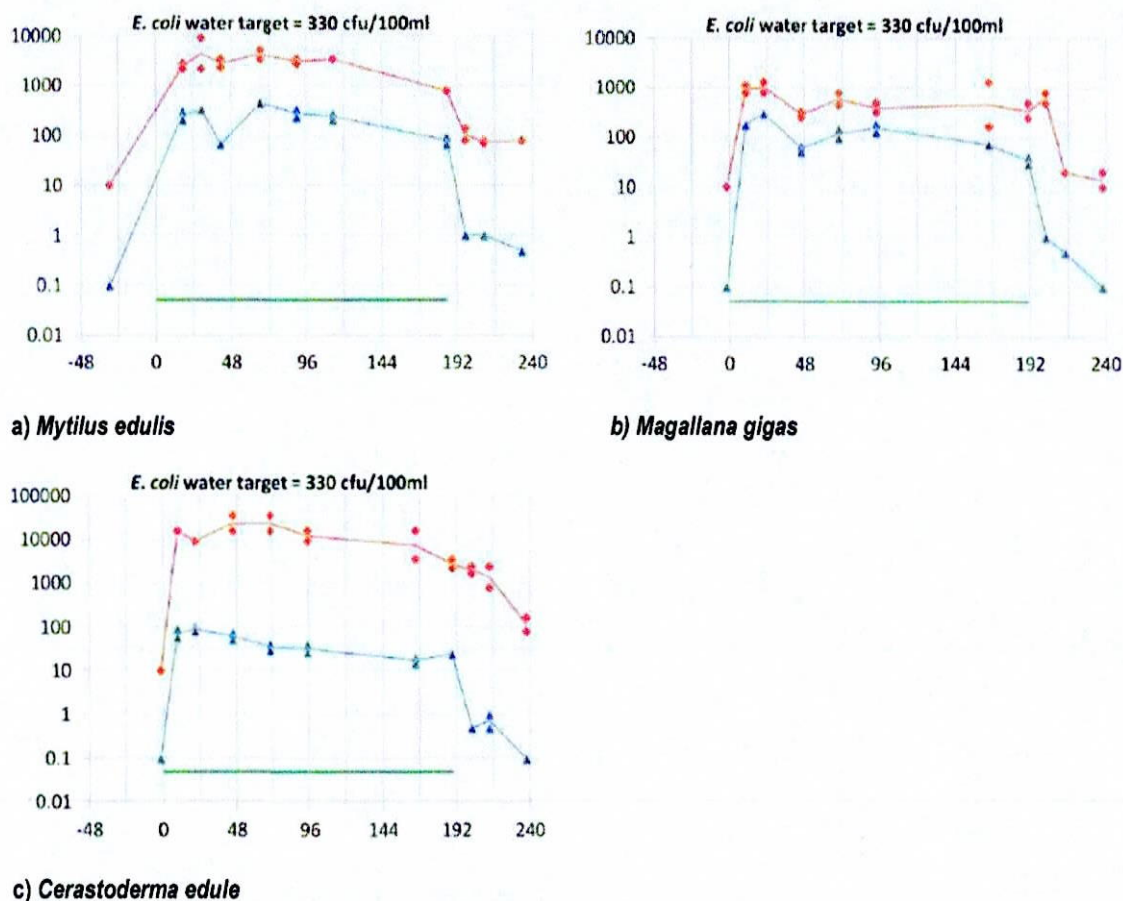 E. coli water target = 330 cfu/100ml
10000
1000
100
10
1
0.1
0.01
-48 0 48 96 144 192 240
a) Mytilus edulis
E. coli water target = 330 cfu/100ml
10000
1000
100
10
1
0.1
0.01
-48 0 48 96 144 192 240
b) Magallana gigas
E. coli water target = 330 cfu/100ml
100000
10000
1000
100
10
1
0.1
0.01
-48 0 48 96 144 192 240
c) Cerastoderma edule